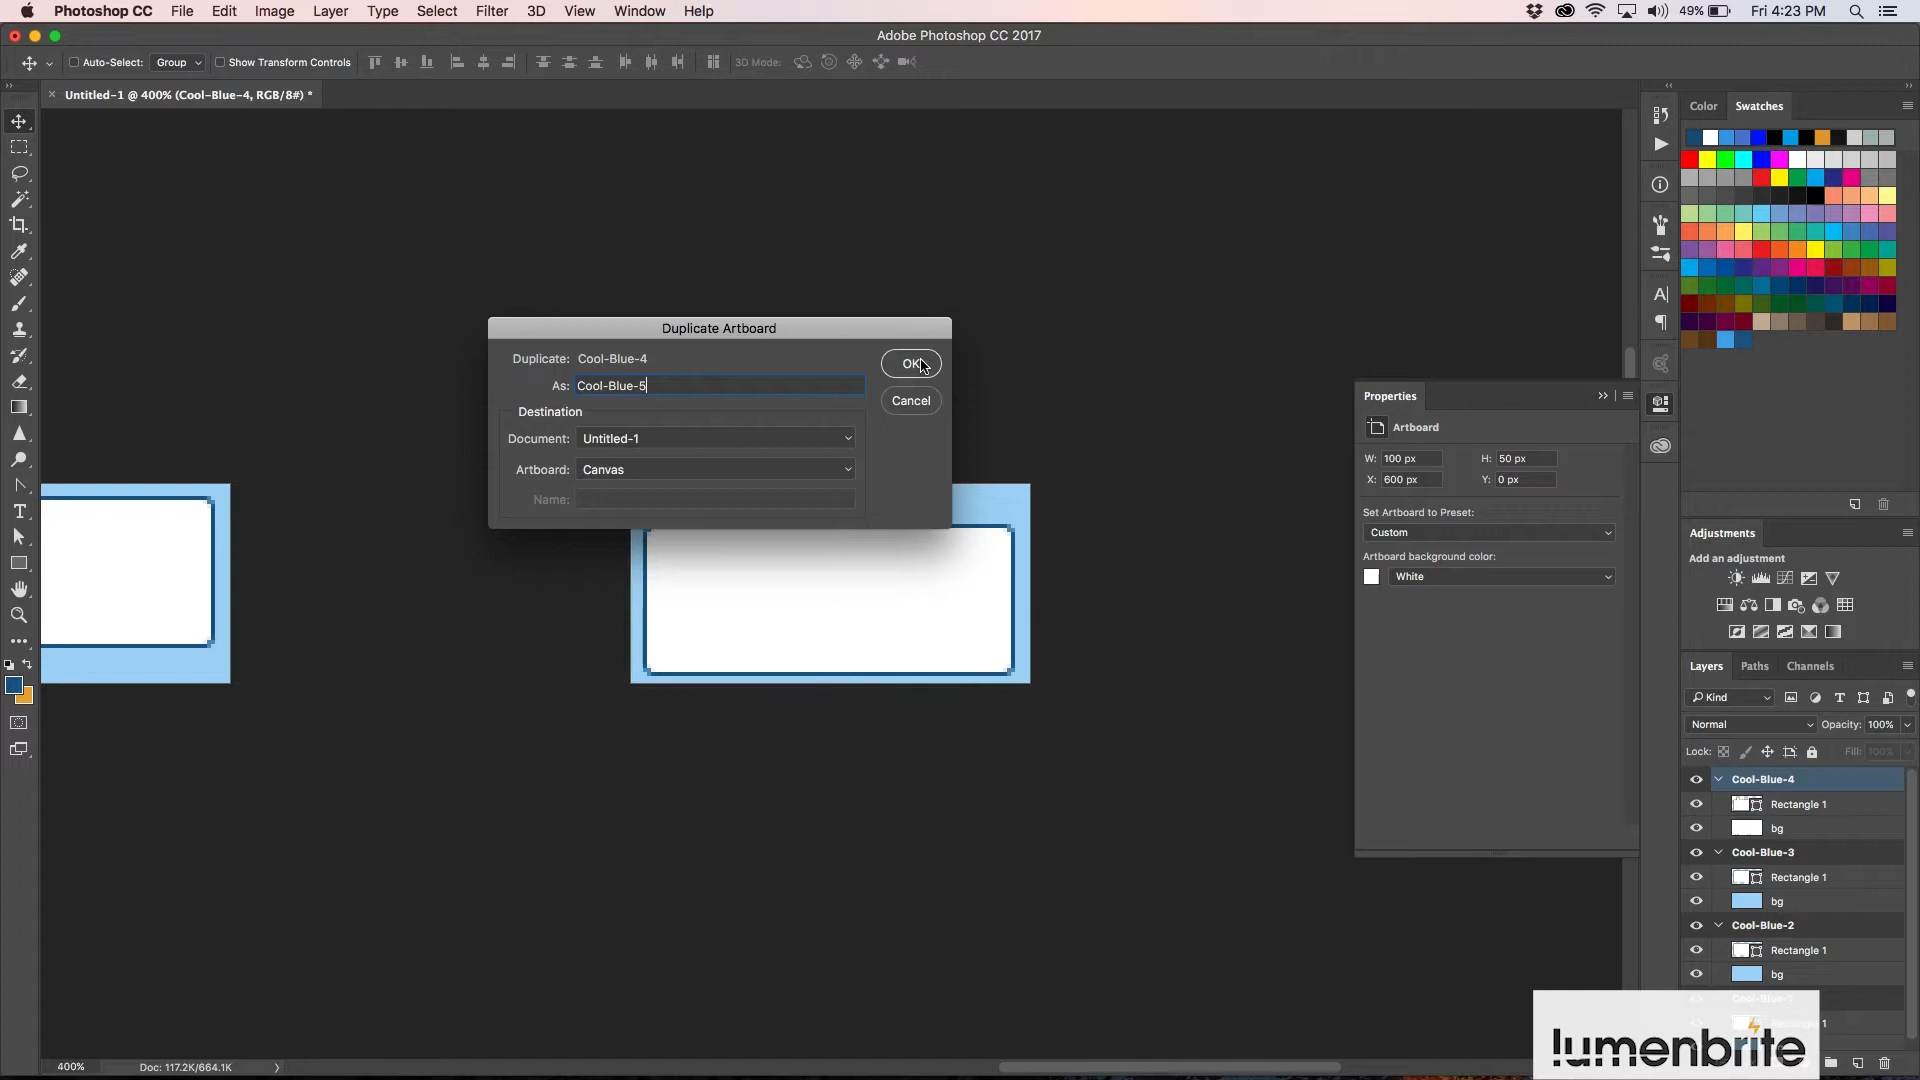 Photoshop CC File Edit Image Layer Type Select Filter 3D View Window Help 49% Fri 4:23 PM
Adobe Photoshop CC 2017
Auto-Select: Group Show Transform Controls 3D Mode:
Untitled-1 @ 400% (Cool-Blue-4, RGB/8#) *
Color Swatches
Duplicate Artboard
Duplicate: Cool-Blue-4
OK
As: Cool-Blue-5
Cancel
Destination
Document: Untitled-1
Artboard: Canvas
Name:
Properties
Artboard
W: 100 px H: 50 px
X: 600 px Y: 0 px
Set Artboard to Preset:
Custom
Artboard background color:
White
Adjustments
Add an adjustment
Layers Paths Channels
Kind
Normal Opacity: 100%
Lock: Fill: 100%
Cool-Blue-4
Rectangle 1
bg
Cool-Blue-3
Rectangle 1
bg
Cool-Blue-2
Rectangle 1
bg
lumenbrite
400% Doc: 117.2K/664.1K